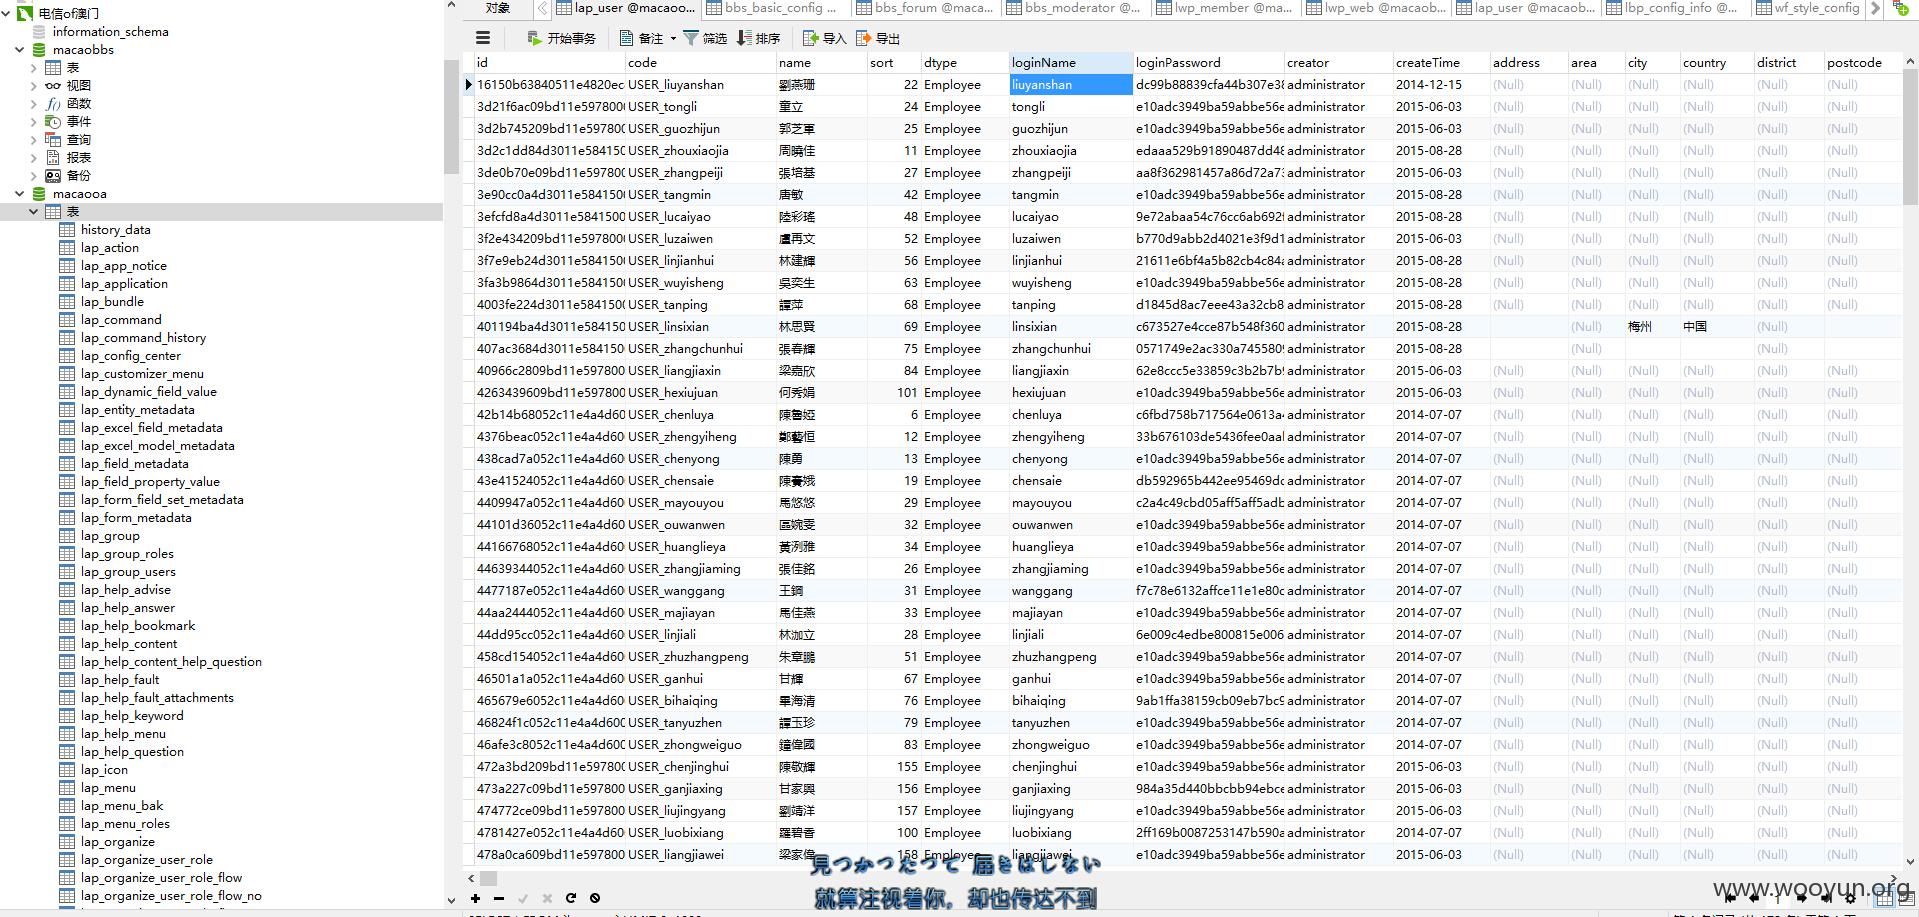 电信of澳门
information_schema
macaobbs
表
视图
函数
事件
查询
报表
备份
macaooa
表
history_data
lap_action
lap_app_notice
lap_application
lap_bundle
lap_command
lap_command_history
lap_config_center
lap_customizer_menu
lap_dynamic_field_value
lap_entity_metadata
lap_excel_field_metadata
lap_excel_model_metadata
lap_field_metadata
lap_field_property_value
lap_form_field_set_metadata
lap_form_metadata
lap_group
lap_group_roles
lap_group_users
lap_help_advise
lap_help_answer
lap_help_bookmark
lap_help_content
lap_help_content_help_question
lap_help_fault
lap_help_fault_attachments
lap_help_keyword
lap_help_menu
lap_help_question
lap_icon
lap_menu
lap_menu_bak
lap_menu_roles
lap_organize
lap_organize_user_role
lap_organize_user_role_flow
lap_organize_user_role_flow_no
对象 lap_user @macaoo... bbs_basic_config ... bbs_forum @maca... bbs_moderator @... lwp_member @ma... lwp_web @macaob... lap_user @macaob... lbp_config_info @... wf_style_config
开始事务 备注 筛选 排序 导入 导出
id code name sort dtype loginName loginPassword creator createTime address area city country district postcode
16150b63840511e4820ec USER_liuyanshan 劉燕珊 22 Employee liuyanshan dc99b88839cfa44b307e38 administrator 2014-12-15 (Null) (Null) (Null) (Null) (Null) (Null)
3d21f6ac09bd11e597800 USER_tongli 童立 24 Employee tongli e10adc3949ba59abbe56e administrator 2015-06-03 (Null) (Null) (Null) (Null) (Null) (Null)
3d2b745209bd11e597800 USER_guozhijun 郭芝軍 25 Employee guozhijun e10adc3949ba59abbe56e administrator 2015-06-03 (Null) (Null) (Null) (Null) (Null) (Null)
3d2c1dd84d3011e584150 USER_zhouxiaojia 周曉佳 11 Employee zhouxiaojia edaaa529b91890487dd48 administrator 2015-08-28 (Null) (Null) (Null) (Null) (Null) (Null)
3de0b70e09bd11e597800 USER_zhangpeiji 張培基 27 Employee zhangpeiji aa8f362981457a86d72a73 administrator 2015-06-03 (Null) (Null) (Null) (Null) (Null) (Null)
3e90cc0a4d3011e584150 USER_tangmin 唐敏 42 Employee tangmin e10adc3949ba59abbe56e administrator 2015-08-28 (Null) (Null) (Null) (Null) (Null) (Null)
3efcfd8a4d3011e584150 USER_lucaiyao 陸彩瑤 48 Employee lucaiyao 9e72abaa54c76cc6ab692 administrator 2015-08-28 (Null) (Null) (Null) (Null) (Null) (Null)
3f2e434209bd11e597800 USER_luzaiwen 盧再文 52 Employee luzaiwen b770d9abb2d4021e3f9d1 administrator 2015-06-03 (Null) (Null) (Null) (Null) (Null) (Null)
3f7e9eb24d3011e584150 USER_linjianhui 林建輝 56 Employee linjianhui 21611e6bf4a5b82cb4c84a administrator 2015-08-28 (Null) (Null) (Null) (Null) (Null) (Null)
3fa3b9864d3011e584150 USER_wuyisheng 吳奕生 63 Employee wuyisheng e10adc3949ba59abbe56e administrator 2015-08-28 (Null) (Null) (Null) (Null) (Null) (Null)
4003fe224d3011e584150 USER_tanping 譚萍 68 Employee tanping d1845d8ac7eee43a32cb8 administrator 2015-08-28 (Null) (Null) (Null) (Null) (Null) (Null)
401194ba4d3011e584150 USER_linsixian 林思賢 69 Employee linsixian c673527e4cce87b548f360 administrator 2015-08-28 (Null) 梅州 中国 (Null)
407ac3684d3011e584150 USER_zhangchunhui 張春輝 75 Employee zhangchunhui 0571749e2ac330a745580 administrator 2015-08-28 (Null) (Null)
40966c2809bd11e597800 USER_liangjiaxin 梁嘉欣 84 Employee liangjiaxin 62e8ccc5e33859c3b2b7b administrator 2015-06-03 (Null) (Null) (Null) (Null) (Null) (Null)
4263439609bd11e597800 USER_hexiujuan 何秀娟 101 Employee hexiujuan e10adc3949ba59abbe56e administrator 2015-06-03 (Null) (Null) (Null) (Null) (Null) (Null)
42b14b68052c11e4a4d60 USER_chenluya 陳魯婭 6 Employee chenluya c6fbd758b717564e0613a administrator 2014-07-07 (Null) (Null) (Null) (Null) (Null) (Null)
4376beac052c11e4a4d60 USER_zhengyiheng 鄭藝恒 12 Employee zhengyiheng 33b676103de5436fee0aa administrator 2014-07-07 (Null) (Null) (Null) (Null) (Null) (Null)
438cad7a052c11e4a4d60 USER_chenyong 陳勇 13 Employee chenyong e10adc3949ba59abbe56e administrator 2014-07-07 (Null) (Null) (Null) (Null) (Null) (Null)
43e41524052c11e4a4d60 USER_chensaie 陳賽娥 19 Employee chensaie db592965b442ee95469dc administrator 2014-07-07 (Null) (Null) (Null) (Null) (Null) (Null)
4409947a052c11e4a4d60 USER_mayouyou 馬悠悠 29 Employee mayouyou c2a4c49cbd05aff5aff5adb administrator 2014-07-07 (Null) (Null) (Null) (Null) (Null) (Null)
44101d36052c11e4a4d60 USER_ouwanwen 區婉雯 32 Employee ouwanwen e10adc3949ba59abbe56e administrator 2014-07-07 (Null) (Null) (Null) (Null) (Null) (Null)
44166768052c11e4a4d60 USER_huanglieya 黃洌雅 34 Employee huanglieya e10adc3949ba59abbe56e administrator 2014-07-07 (Null) (Null) (Null) (Null) (Null) (Null)
44639344052c11e4a4d60 USER_zhangjiaming 張佳銘 26 Employee zhangjiaming e10adc3949ba59abbe56e administrator 2014-07-07 (Null) (Null) (Null) (Null) (Null) (Null)
4477187e052c11e4a4d60 USER_wanggang 王鋼 31 Employee wanggang f7c78e6132affce11e1e80c administrator 2014-07-07 (Null) (Null) (Null) (Null) (Null) (Null)
44aa2444052c11e4a4d60 USER_majiayan 馬佳燕 33 Employee majiayan e10adc3949ba59abbe56e administrator 2014-07-07 (Null) (Null) (Null) (Null) (Null) (Null)
44dd95cc052c11e4a4d60 USER_linjiali 林泇立 28 Employee linjiali 6e009c4edbe800815e006 administrator 2014-07-07 (Null) (Null) (Null) (Null) (Null) (Null)
458cd154052c11e4a4d60 USER_zhuzhangpeng 朱章鵬 51 Employee zhuzhangpeng e10adc3949ba59abbe56e administrator 2014-07-07 (Null) (Null) (Null) (Null) (Null) (Null)
46501a1a052c11e4a4d60 USER_ganhui 甘輝 67 Employee ganhui e10adc3949ba59abbe56e administrator 2014-07-07 (Null) (Null) (Null) (Null) (Null) (Null)
465679e6052c11e4a4d60 USER_bihaiqing 畢海清 76 Employee bihaiqing 9ab1ffa38159cb09eb7bc9 administrator 2014-07-07 (Null) (Null) (Null) (Null) (Null) (Null)
46824f1c052c11e4a4d600 USER_tanyuzhen 譚玉珍 79 Employee tanyuzhen e10adc3949ba59abbe56e administrator 2014-07-07 (Null) (Null) (Null) (Null) (Null) (Null)
46afe3c8052c11e4a4d600 USER_zhongweiguo 鐘偉國 83 Employee zhongweiguo e10adc3949ba59abbe56e administrator 2014-07-07 (Null) (Null) (Null) (Null) (Null) (Null)
472a3bd209bd11e597800 USER_chenjinghui 陳敬輝 155 Employee chenjinghui e10adc3949ba59abbe56e administrator 2015-06-03 (Null) (Null) (Null) (Null) (Null) (Null)
473a227c09bd11e597800 USER_ganjiaxing 甘家興 156 Employee ganjiaxing 984a35d440bbcbb94ebce administrator 2015-06-03 (Null) (Null) (Null) (Null) (Null) (Null)
474772ce09bd11e597800 USER_liujingyang 劉靖洋 157 Employee liujingyang e10adc3949ba59abbe56e administrator 2015-06-03 (Null) (Null) (Null) (Null) (Null) (Null)
4781427e052c11e4a4d60 USER_luobixiang 羅碧香 100 Employee luobixiang 2ff169b0087253147b590a administrator 2014-07-07 (Null) (Null) (Null) (Null) (Null) (Null)
478a0ca609bd11e597800 USER_liangjiawei 梁家偉 158 Employee liangjiawei e10adc3949ba59abbe56e administrator 2015-06-03 (Null) (Null) (Null) (Null) (Null) (Null)
見つかつたつて 届きはしない
就算注视着你，却也传达不到
www.wooyun.org
1